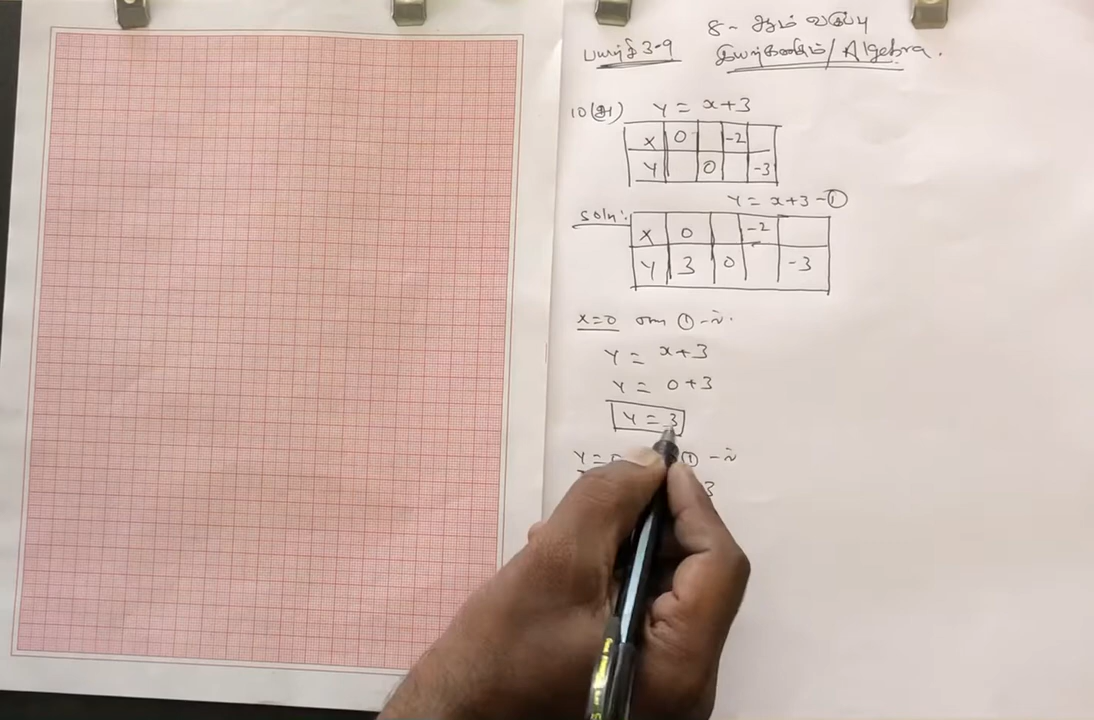 8-ஆம் வகுப்பு
பயிற்சி 3-9 இயற்கணிதம்/Algebra.
10(அ) Y = x+3
X 0 -2
Y 0 -3
Y = x+3 -①
Soln:
X 0 -2
Y 3 0 -3
x=0 என ①-ல்.
Y = x+3
Y = 0+3
Y = 3
Y=0 ① -ல்
3